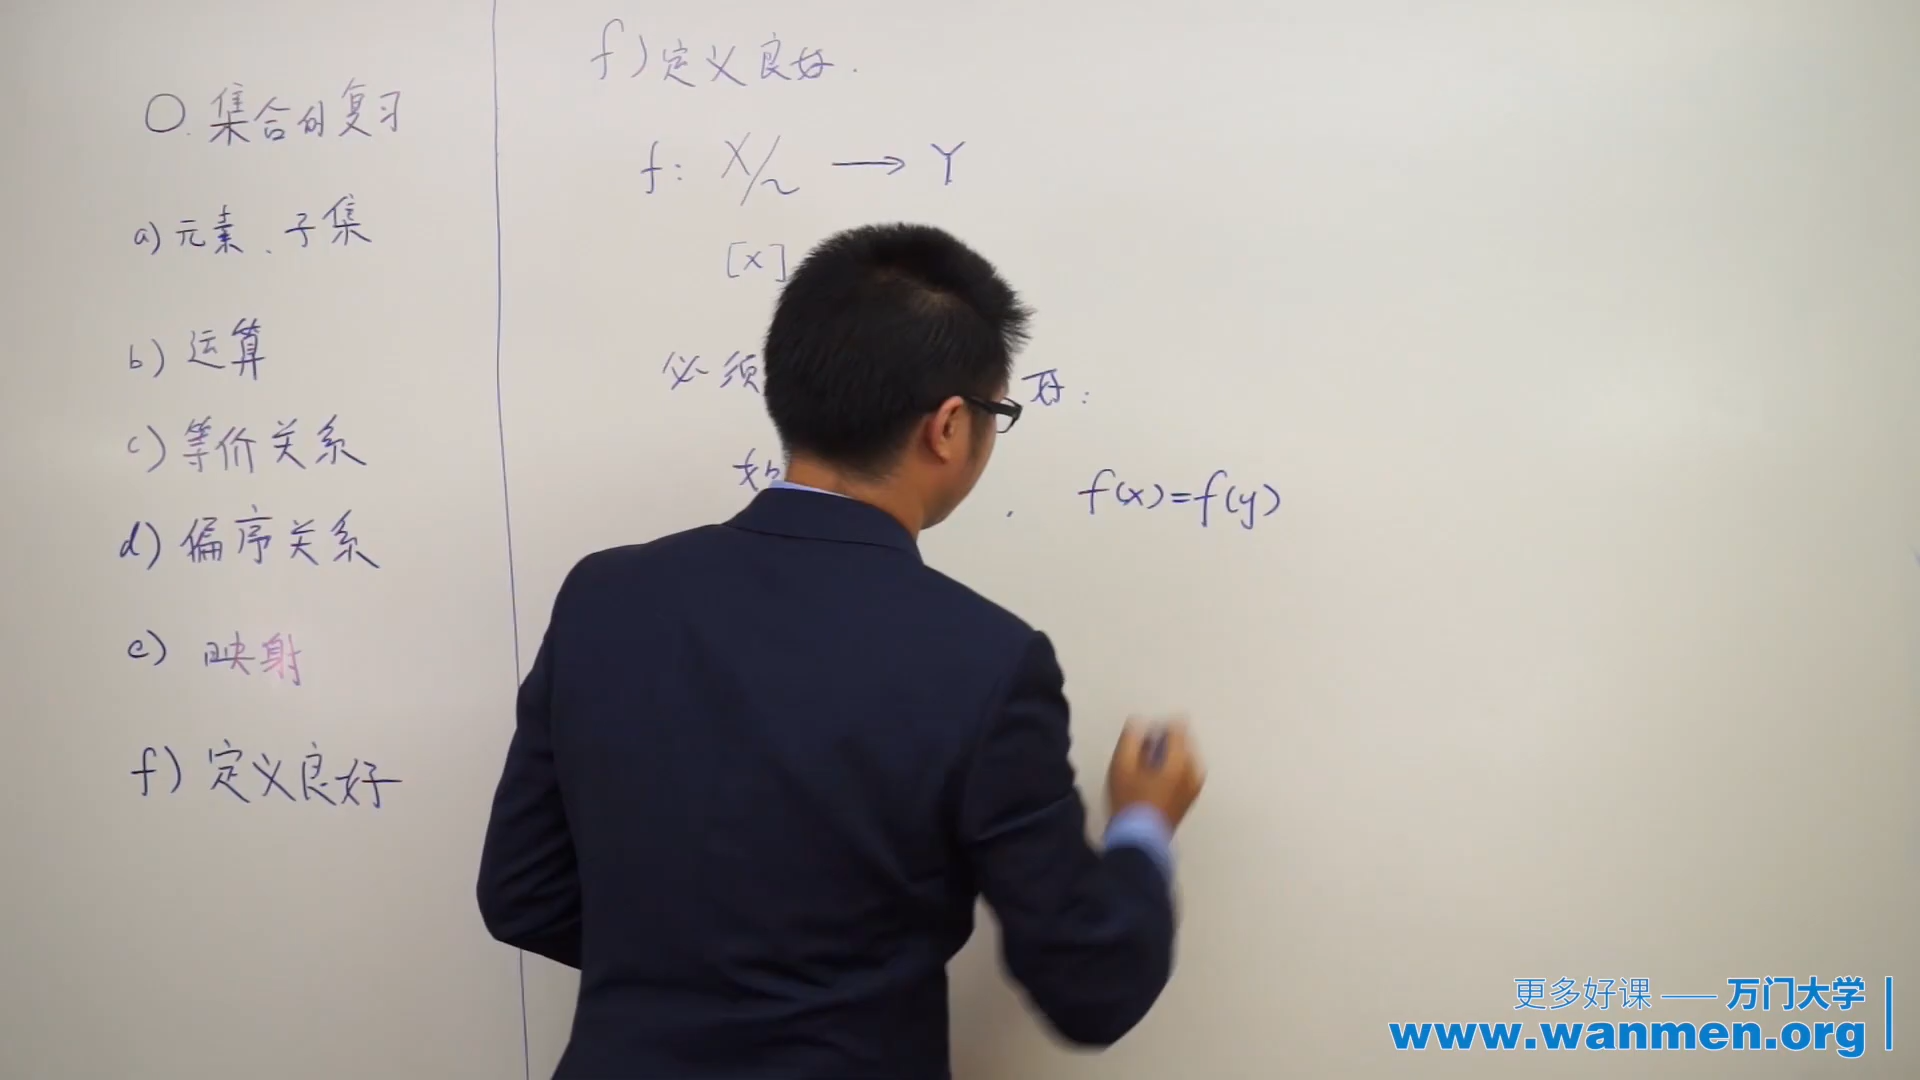 0. 集合的复习
a) 元素、子集
b) 运算
c) 等价关系
d) 偏序关系
e) 映射
f) 定义良好
f) 定义良好.
f: X/~ → Y
[x]
必须 好:
如 , f(x)=f(y)
更多好课 —— 万门大学
www.wanmen.org